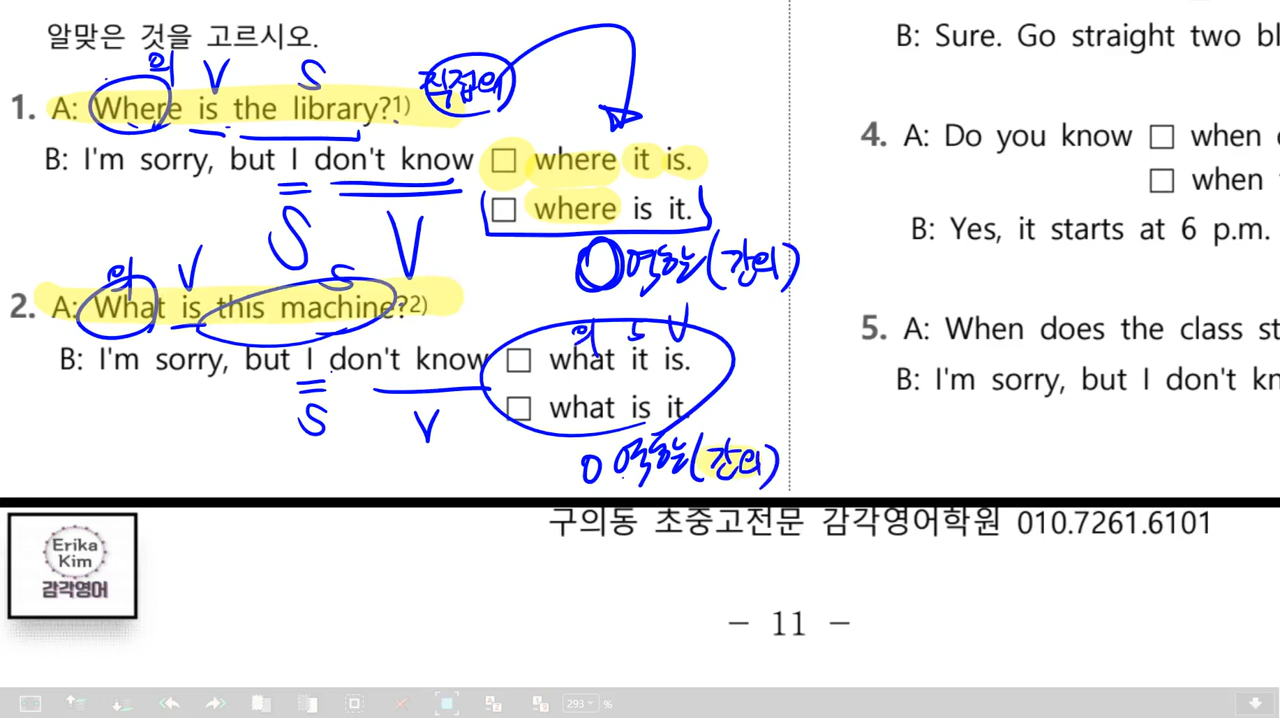 알맞은 것을 고르시오.
의 V S 직접의
1. A: Where is the library?1)
B: I'm sorry, but I don't know □ where it is.
□ where is it.
S V
O 역하는(간의)
의 V S
2. A: What is this machine?2)
의 S V
B: I'm sorry, but I don't know □ what it is.
□ what is it.
S V
O 역하는(간의)
B: Sure. Go straight two bl
4. A: Do you know □ when
□ when
B: Yes, it starts at 6 p.m.
5. A: When does the class st
B: I'm sorry, but I don't kn
Erika
Kim
감각영어
구의동 초중고전문 감각영어학원 010.7261.6101
- 11 -
293 %